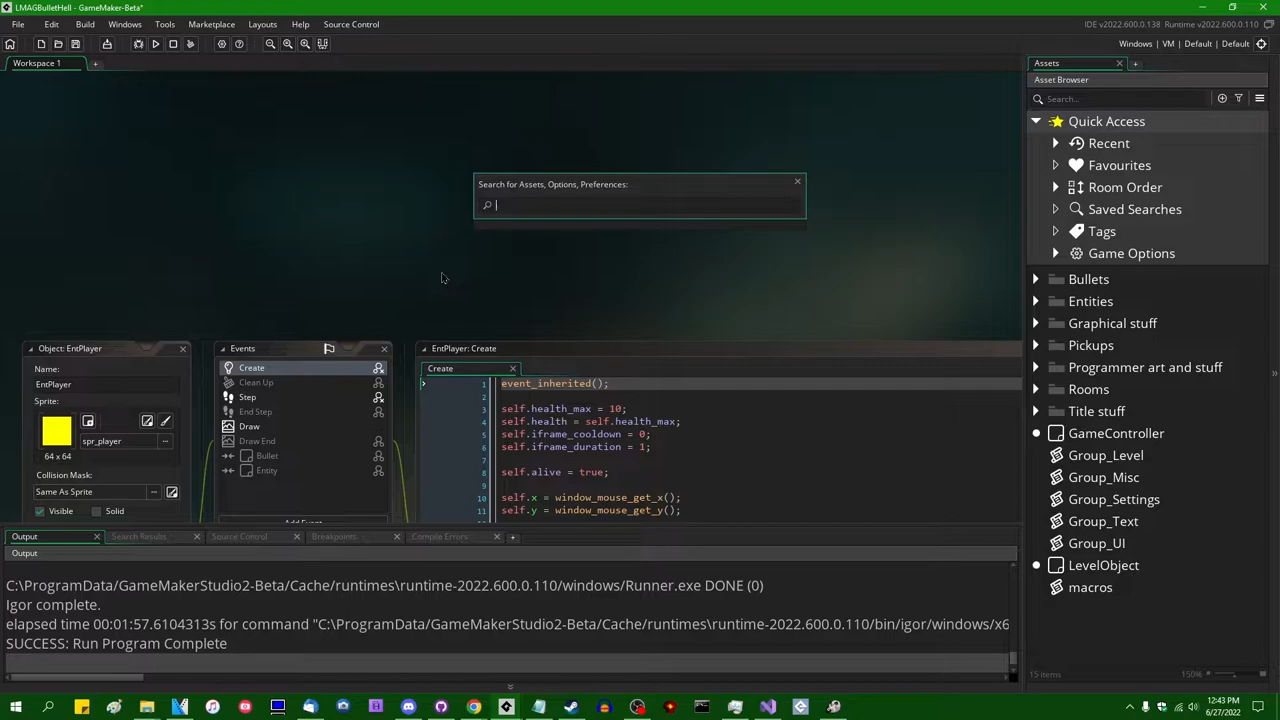 LMAGBulletHell - GameMaker-Beta*
File Edit Build Windows Tools Marketplace Layouts Help Source Control
IDE v2022.600.0.138 Runtime v2022.600.0.110
Windows | VM | Default | Default
Workspace 1
Search for Assets, Options, Preferences:
Object: EntPlayer
Name:
EntPlayer
Sprite:
spr_player
64 x 64
Collision Mask:
Same As Sprite
Visible Solid
Events
Create
Clean Up
Step
End Step
Draw
Draw End
Bullet
Entity
Add Event
EntPlayer: Create
Create
1 event_inherited();
2
3 self.health_max = 10;
4 self.health = self.health_max;
5 self.iframe_cooldown = 0;
6 self.iframe_duration = 1;
7
8 self.alive = true;
9
10 self.x = window_mouse_get_x();
11 self.y = window_mouse_get_y();
Output Search Results Source Control Breakpoints Compile Errors
Output
C:\ProgramData/GameMakerStudio2-Beta/Cache/runtimes\runtime-2022.600.0.110/windows/Runner.exe DONE (0)
Igor complete.
elapsed time 00:01:57.6104313s for command "C:\ProgramData/GameMakerStudio2-Beta/Cache/runtimes\runtime-2022.600.0.110/bin/igor/windows/x6
SUCCESS: Run Program Complete
Assets
Asset Browser
Search...
Quick Access
Recent
Favourites
Room Order
Saved Searches
Tags
Game Options
Bullets
Entities
Graphical stuff
Pickups
Programmer art and stuff
Rooms
Title stuff
GameController
Group_Level
Group_Misc
Group_Settings
Group_Text
Group_UI
LevelObject
macros
15 items
150%
12:43 PM
6/27/2022